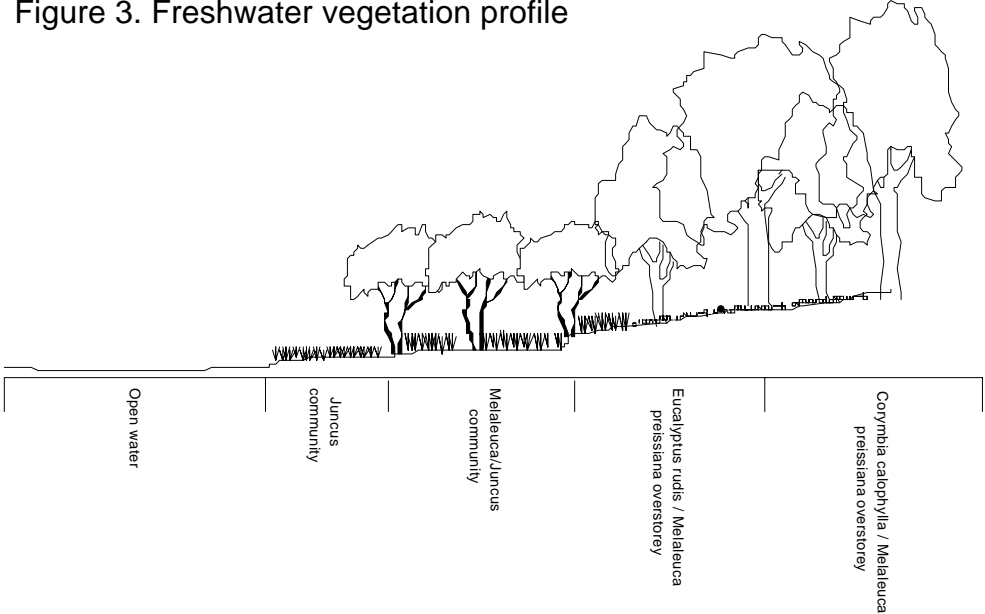 Figure 3. Freshwater vegetation profile
Open water
Juncus
community
Melaleuca/Juncus
community
Eucalyptus rudis / Melaleuca
preissiana overstorey
Corymbia calophylla / Melaleuca
preissiana overstorey